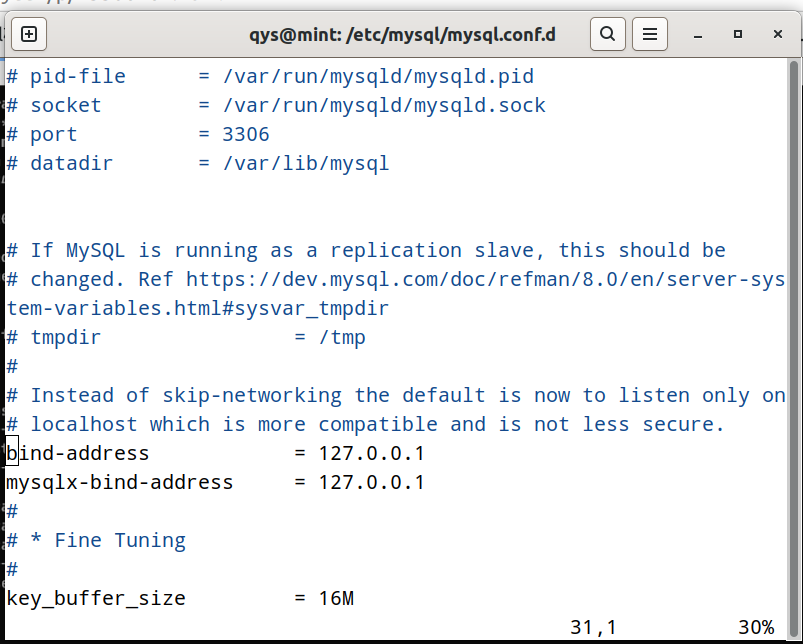 qys@mint: /etc/mysql/mysql.conf.d
# pid-file      = /var/run/mysqld/mysqld.pid
# socket        = /var/run/mysqld/mysqld.sock
# port          = 3306
# datadir       = /var/lib/mysql
# If MySQL is running as a replication slave, this should be
# changed. Ref https://dev.mysql.com/doc/refman/8.0/en/server-sys
tem-variables.html#sysvar_tmpdir
# tmpdir                = /tmp
#
# Instead of skip-networking the default is now to listen only on
# localhost which is more compatible and is not less secure.
bind-address            = 127.0.0.1
mysqlx-bind-address     = 127.0.0.1
#
# * Fine Tuning
#
key_buffer_size         = 16M
31,1          30%